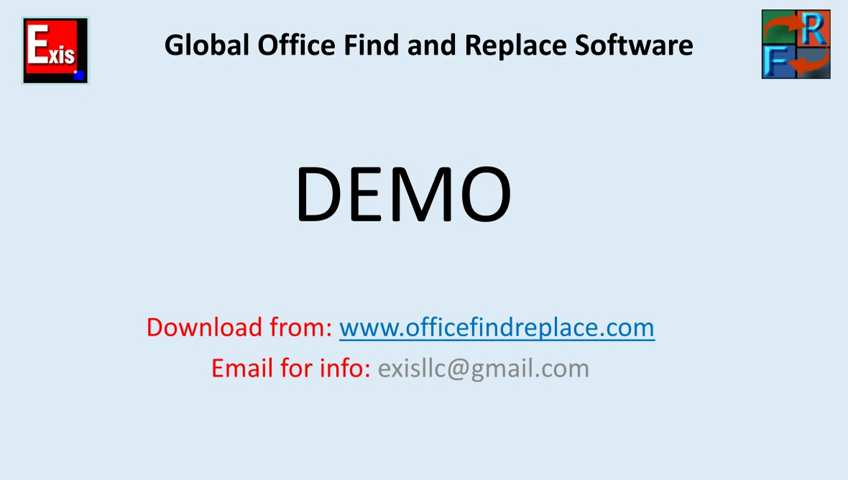 Exis
Global Office Find and Replace Software
R
F
DEMO
Download from: www.officefindreplace.com
Email for info: exisllc@gmail.com